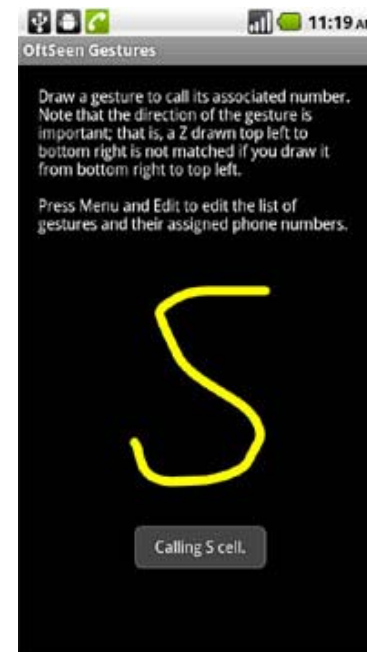 11:19 AM
OftSeen Gestures
Draw a gesture to call its associated number.
Note that the direction of the gesture is
important; that is, a Z drawn top left to
bottom right is not matched if you draw it
from bottom right to top left.
Press Menu and Edit to edit the list of
gestures and their assigned phone numbers.
S
Calling S cell.